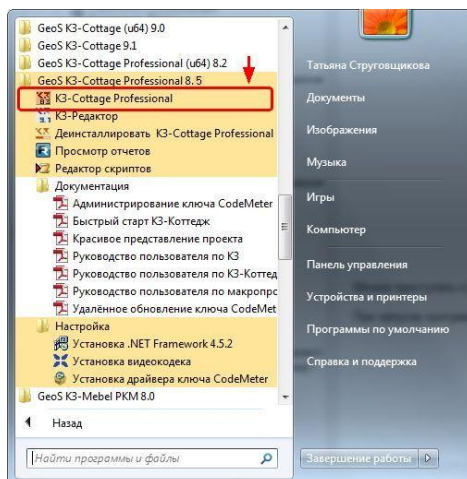 GeoS K3-Cottage (u64) 9.0
GeoS K3-Cottage 9.1
GeoS K3-Cottage Professional (u64) 8.2
GeoS K3-Cottage Professional 8.5
K3-Cottage Professional
К3-Редактор
Деинсталлировать K3-Cottage Professional
Просмотр отчетов
Редактор скриптов
Документация
Администрирование ключа CodeMeter
Быстрый старт К3-Коттедж
Красивое представление проекта
Руководство пользователя по К3
Руководство пользователя по К3-Коттед
Руководство пользователя по макропрс
Удалённое обновление ключа CodeMet
Настройка
Установка .NET Framework 4.5.2
Установка видеокодека
Установка драйвера ключа CodeMeter
GeoS K3-Mebel PKM 8.0
Назад
Найти программы и файлы
Татьяна Струговщикова
Документы
Изображения
Музыка
Игры
Компьютер
Панель управления
Устройства и принтеры
Программы по умолчанию
Справка и поддержка
Завершение работы